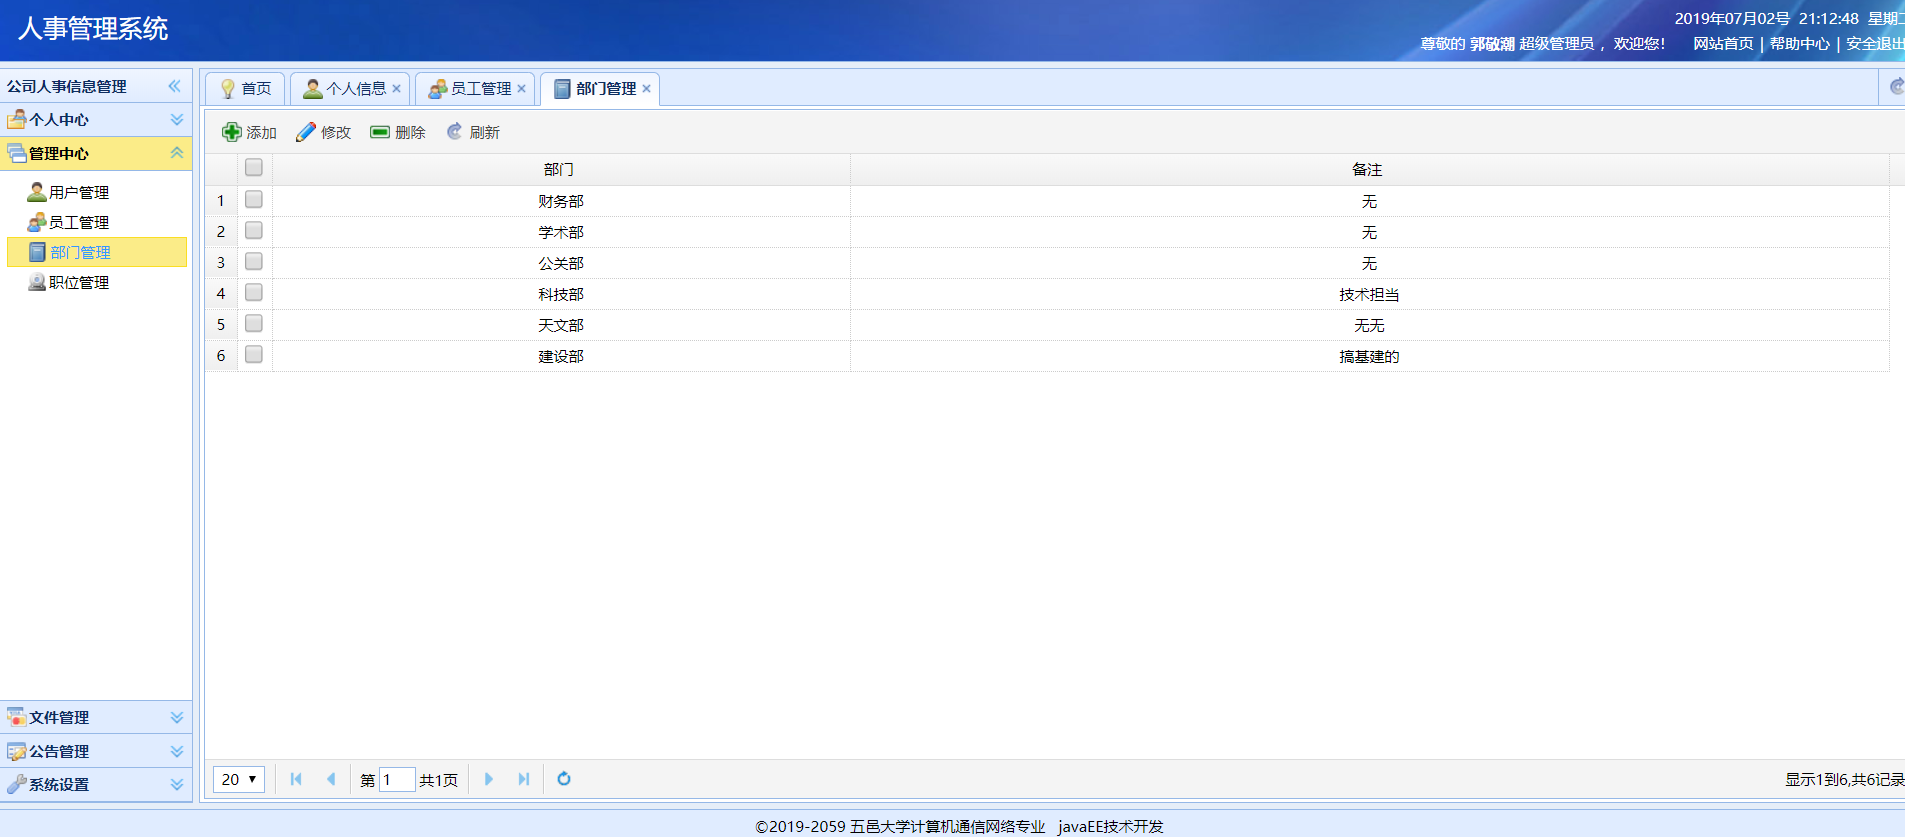 人事管理系统
2019年07月02号 21:12:48 星期二
尊敬的 郭敬潮 超级管理员 ，欢迎您! 网站首页 | 帮助中心 | 安全退出
公司人事信息管理
个人中心
管理中心
用户管理
员工管理
部门管理
职位管理
文件管理
公告管理
系统设置
首页 个人信息 × 员工管理 × 部门管理 ×
添加 修改 删除 刷新
部门 备注
1 财务部 无
2 学术部 无
3 公关部 无
4 科技部 技术担当
5 天文部 无无
6 建设部 搞基建的
20 第 1 共1页 显示1到6,共6记录
©2019-2059 五邑大学计算机通信网络专业 javaEE技术开发